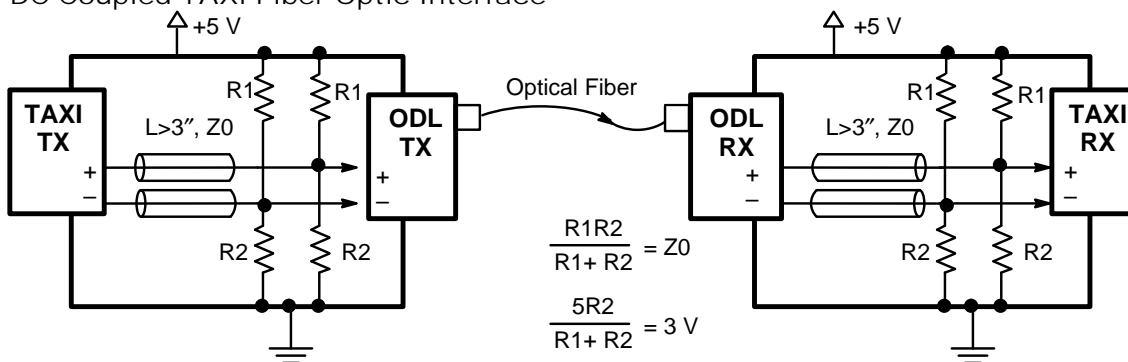 DC Coupled TAXI Fiber Optic Interface
+5 V
+5 V
R1
R1
Optical Fiber
R1
R1
TAXI
TX
L>3″, Z0
ODL
TX
ODL
RX
L>3″, Z0
TAXI
RX
+
–
+
–
+
–
+
–
R2
R2
R2
R2
R1R2
R1+ R2
= Z0
5R2
R1+ R2
= 3 V